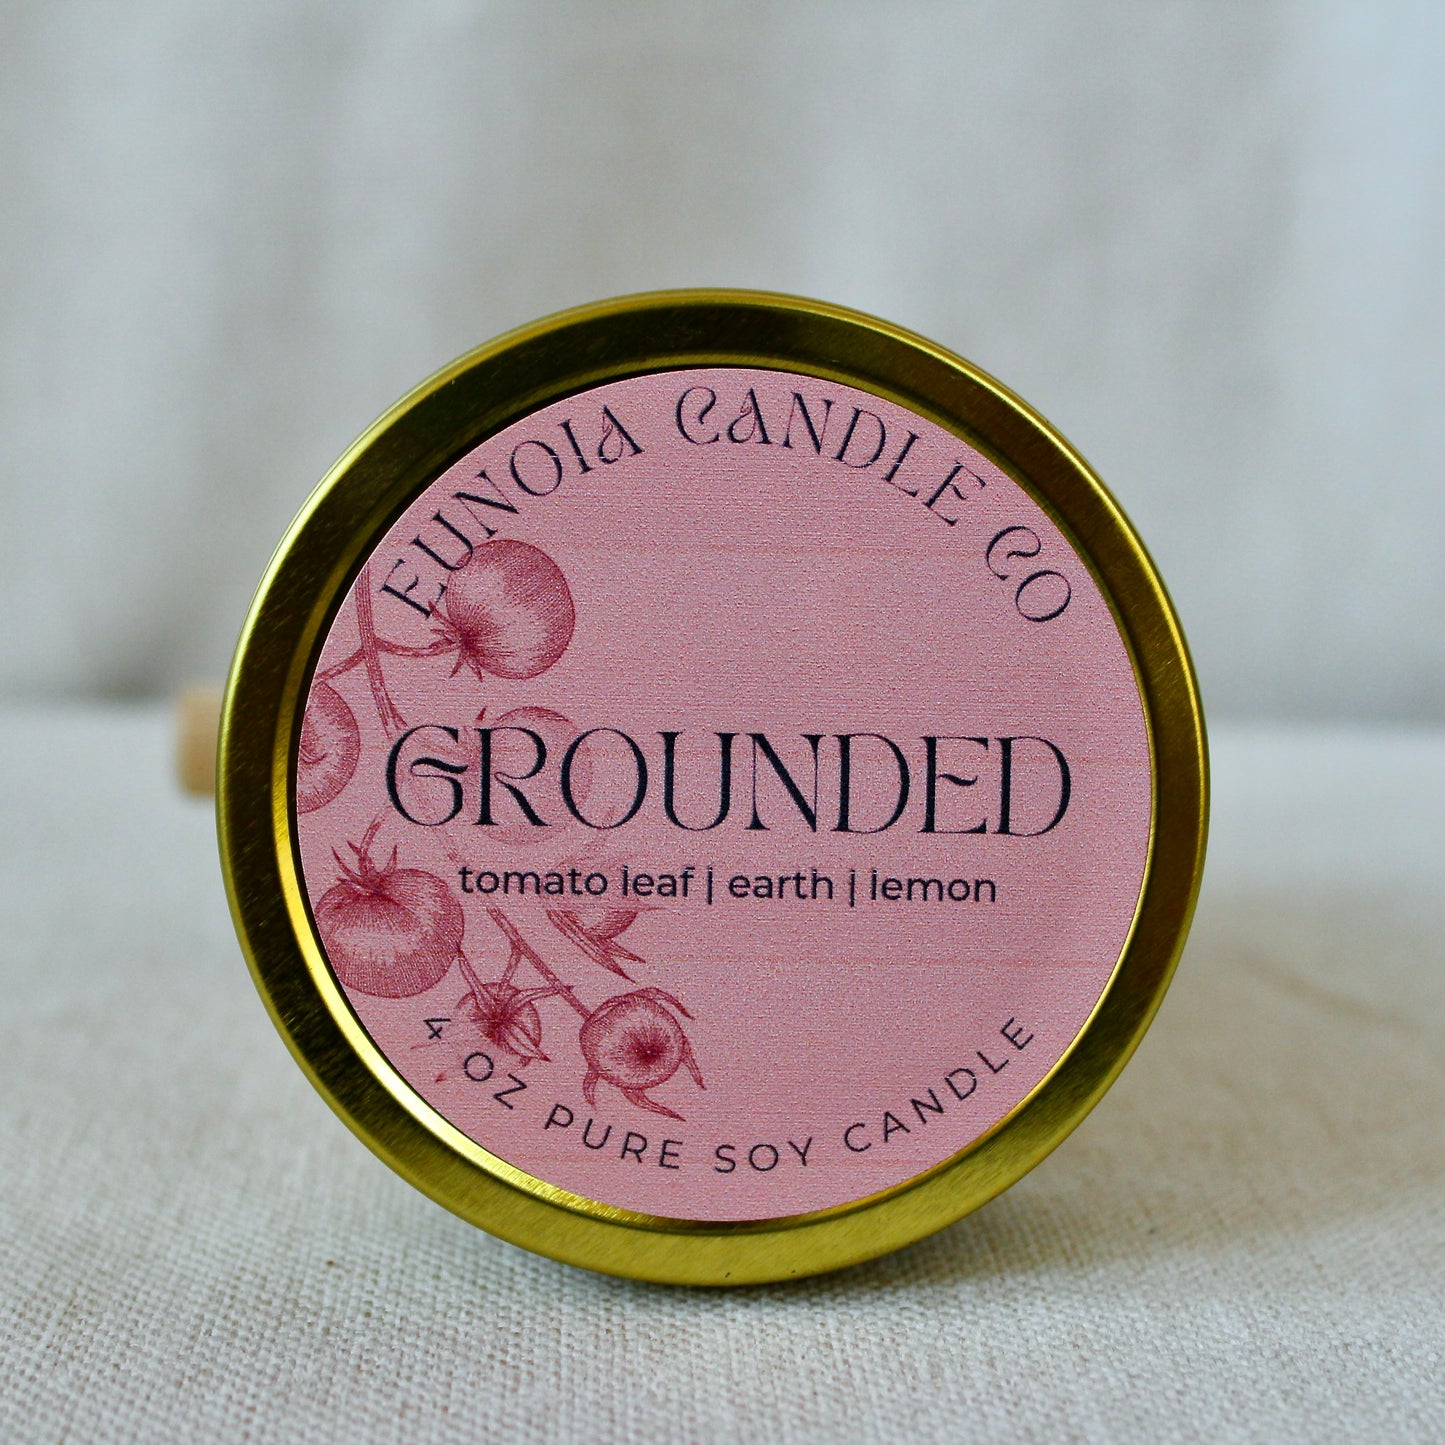 EUNOIA CANDLE CO
GROUNDED
tomato leaf | earth | lemon
4 OZ PURE SOY CANDLE